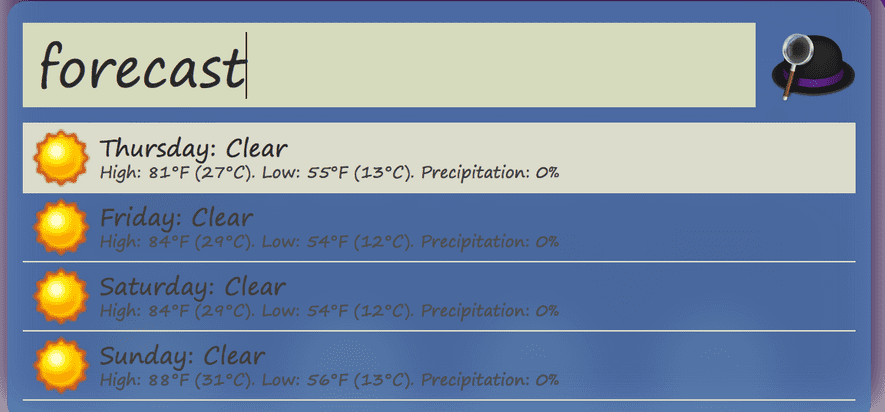 forecast
Thursday: Clear
High: 81°F (27°C). Low: 55°F (13°C). Precipitation: 0%
Friday: Clear
High: 84°F (29°C). Low: 54°F (12°C). Precipitation: 0%
Saturday: Clear
High: 84°F (29°C). Low: 54°F (12°C). Precipitation: 0%
Sunday: Clear
High: 88°F (31°C). Low: 56°F (13°C). Precipitation: 0%